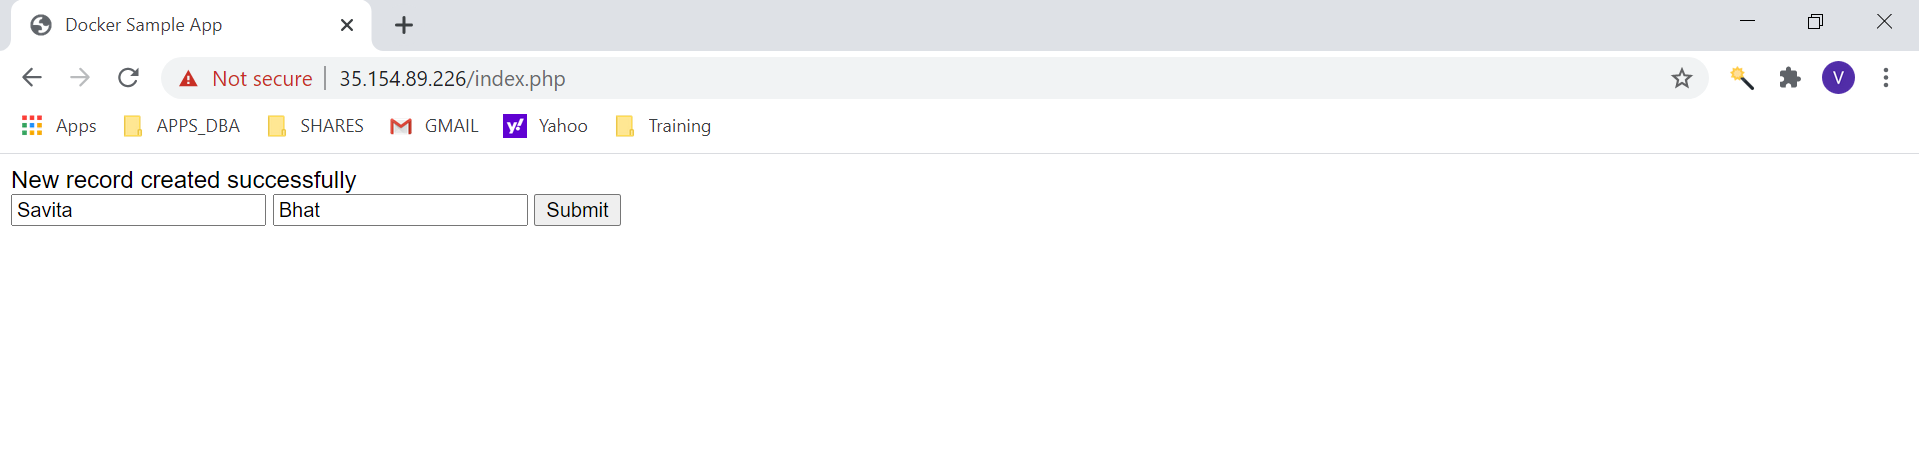 Docker Sample App
Not secure 35.154.89.226/index.php V
Apps APPS_DBA SHARES GMAIL y! Yahoo Training
New record created successfully
Savita Bhat Submit